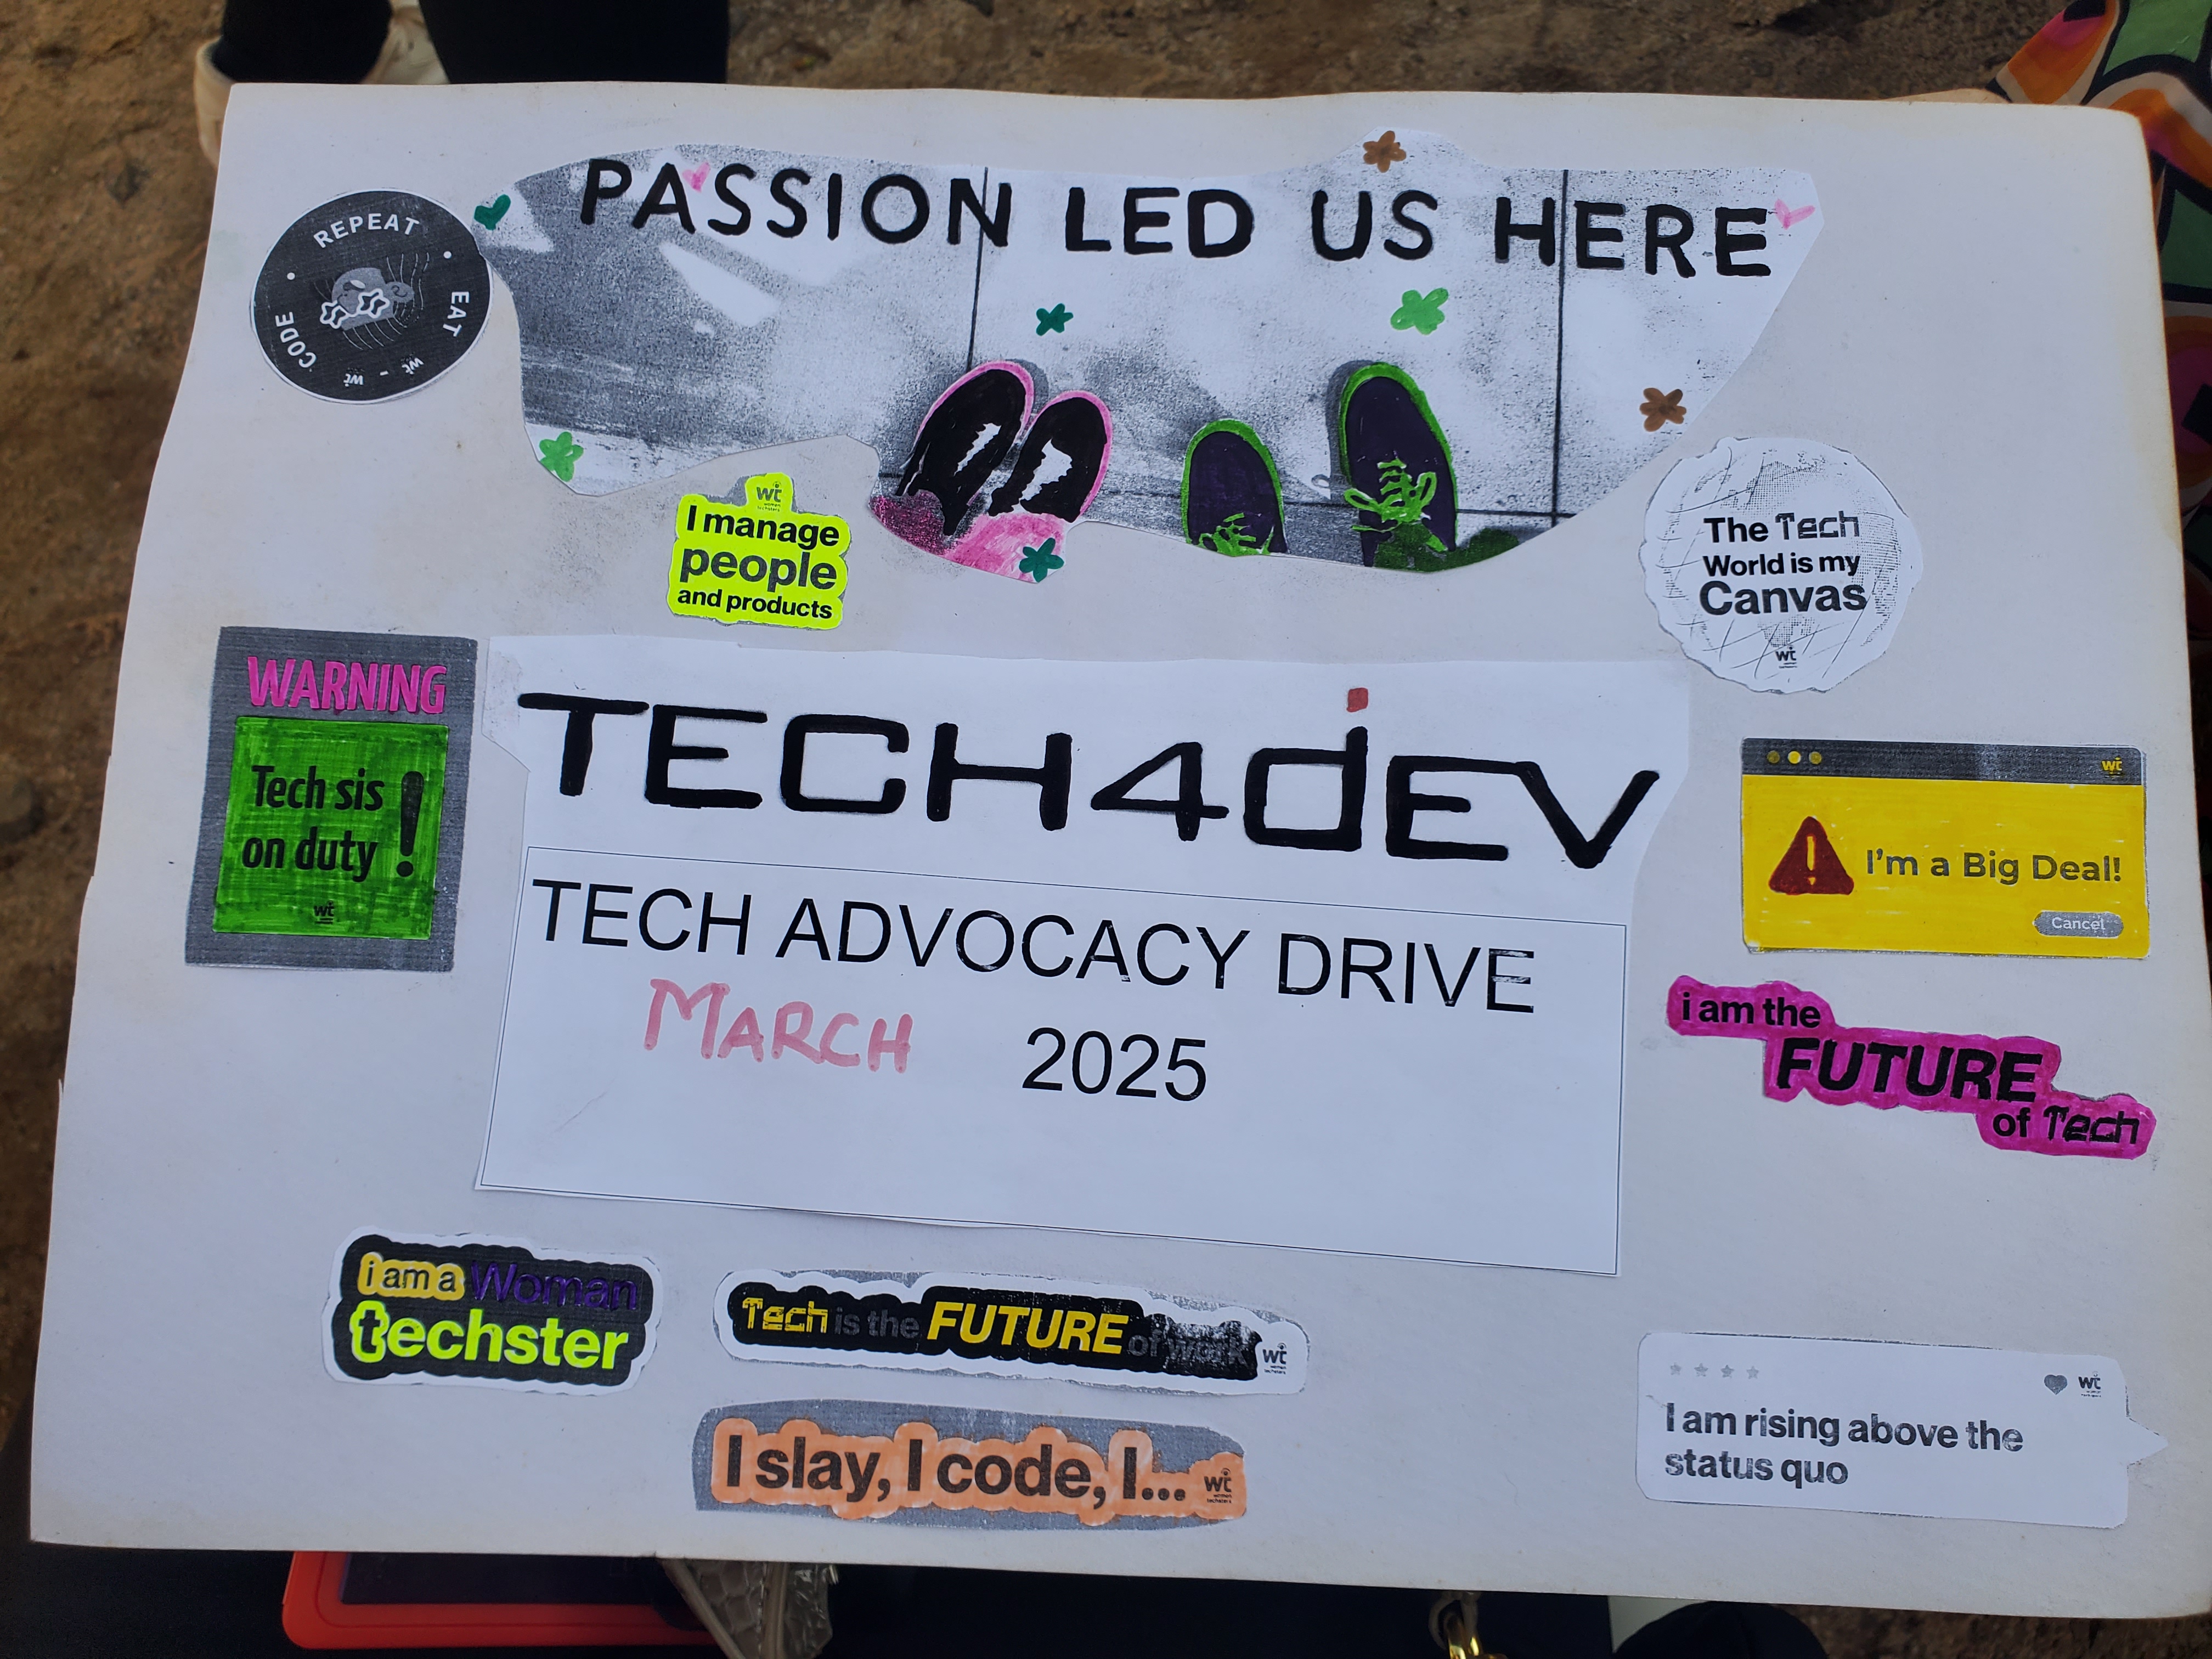 PASSION LED US HERE
REPEAT
EAT
CODE
wt - wt
wt
I manage
people
and products
The Tech
World is my
Canvas
wt
WARNING
Tech sis
on duty!
wt
TECH4dEV
TECH ADVOCACY DRIVE
MARCH 2025
wt
I'm a Big Deal!
Cancel
i am the
FUTURE
of Tech
i am a Woman
techster
Tech is the FUTURE of work
wt
I slay, I code, I...
wt
wt
I am rising above the
status quo